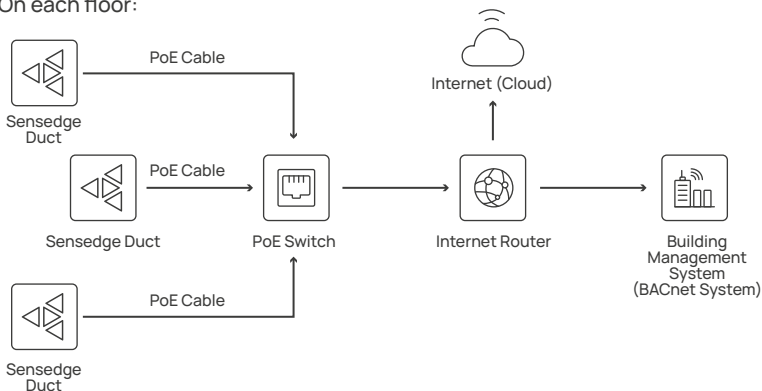 On each floor:
PoE Cable
Sensedge
Duct
Internet (Cloud)
PoE Cable
Sensedge Duct
PoE Switch
Internet Router
Building
Management
System
(BACnet System)
PoE Cable
Sensedge
Duct